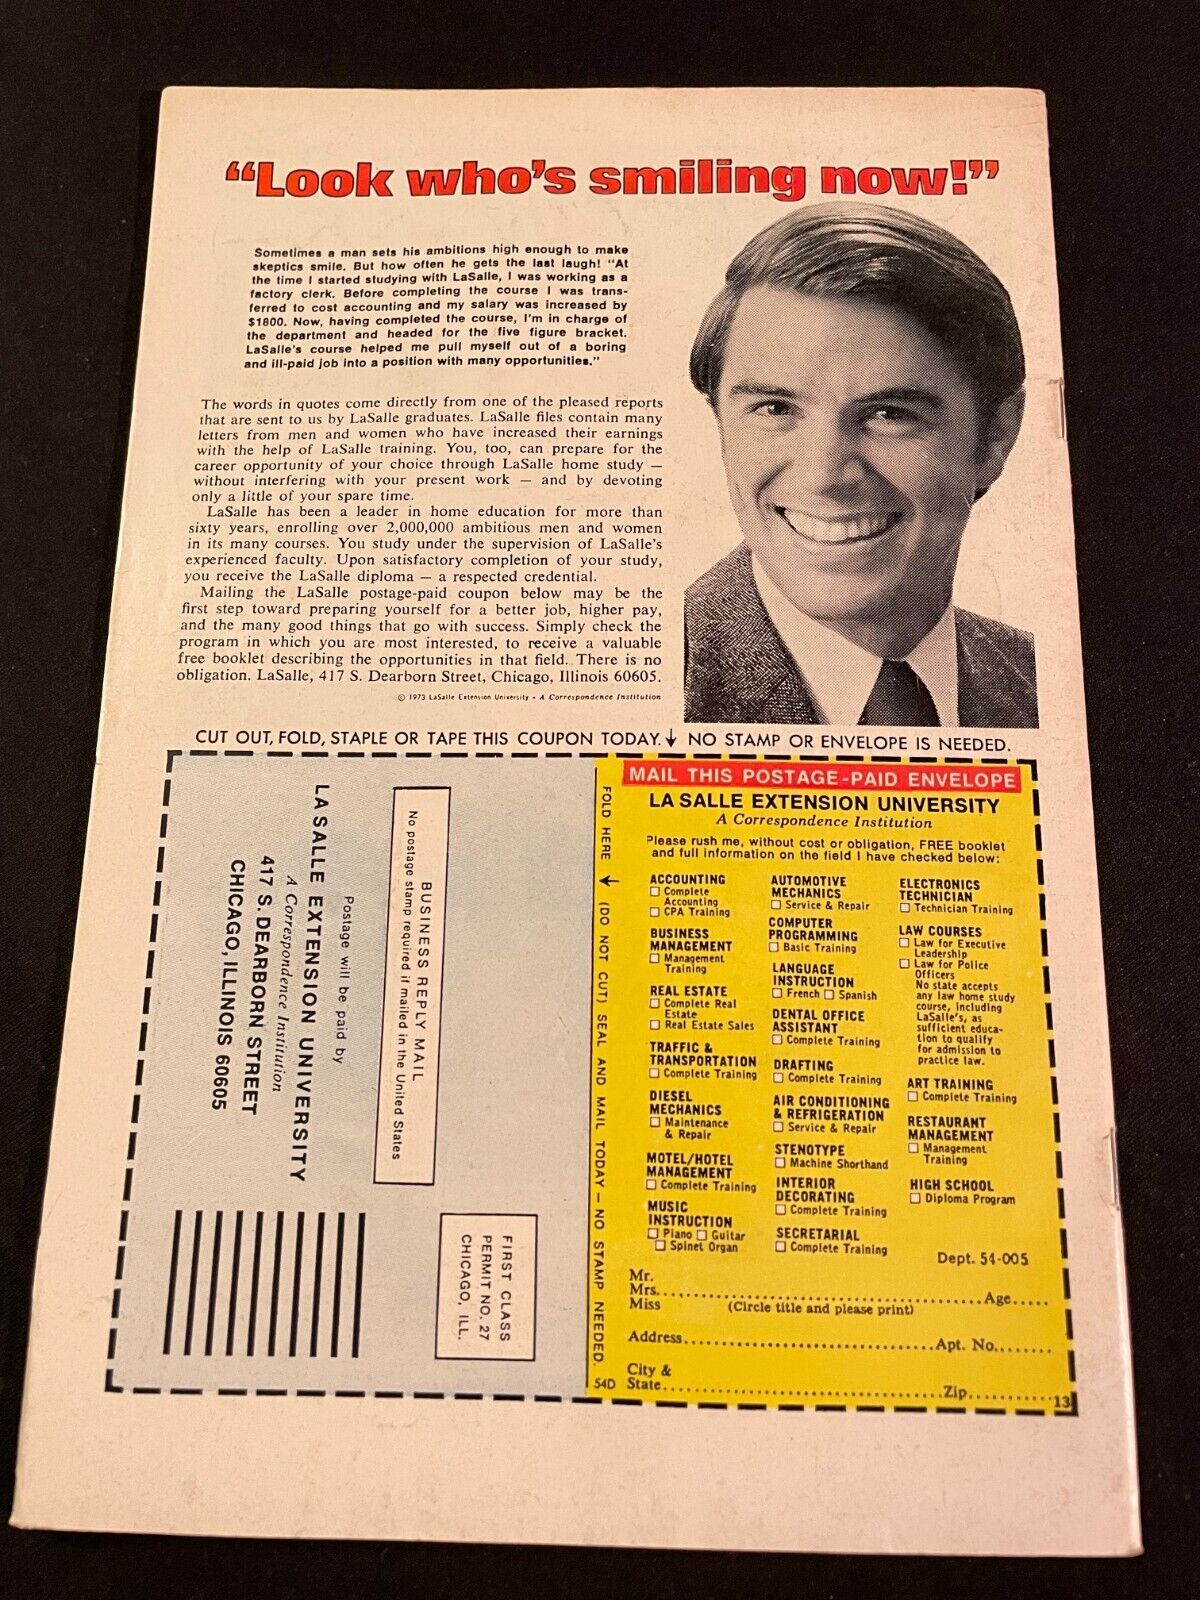 “Look who's smiling now!”
Sometimes a man sets his ambitions high enough to make
skeptics smile. But how often he gets the last laugh! "At
the time I started studying with LaSalle, I was working as a
factory clerk. Before completing the course I was trans-
ferred to cost accounting and my salary was increased by
$1800. Now, having completed the course, I'm in charge of
the department and headed for the five figure bracket.
LaSalle's course helped me pull myself out of a boring
and ill-paid job into a position with many opportunities."
The words in quotes come directly from one of the pleased reports
that are sent to us by LaSalle graduates. LaSalle files contain many
letters from men and women who have increased their earnings
with the help of LaSalle training. You, too, can prepare for the
career opportunity of your choice through LaSalle home study —
without interfering with your present work — and by devoting
only a little of your spare time.
LaSalle has been a leader in home education for more than
sixty years, enrolling over 2,000,000 ambitious men and women
in its many courses. You study under the supervision of LaSalle's
experienced faculty. Upon satisfactory completion of your study,
you receive the LaSalle diploma — a respected credential.
Mailing the LaSalle postage-paid coupon below may be the
first step toward preparing yourself for a better job, higher pay,
and the many good things that go with success. Simply check the
program in which you are most interested, to receive a valuable
free booklet describing the opportunities in that field. There is no
obligation. LaSalle, 417 S. Dearborn Street, Chicago, Illinois 60605.
© 1973 LaSalle Extension University • A Correspondence Institution
CUT OUT, FOLD, STAPLE OR TAPE THIS COUPON TODAY. ↓ NO STAMP OR ENVELOPE IS NEEDED.
BUSINESS REPLY MAIL
No postage stamp required if mailed in the United States
Postage will be paid by
LA SALLE EXTENSION UNIVERSITY
A Correspondence Institution
417 S. DEARBORN STREET
CHICAGO, ILLINOIS 60605
FIRST CLASS
PERMIT NO. 27
CHICAGO, ILL.
FOLD HERE ↓ (DO NOT CUT) SEAL AND MAIL TODAY — NO STAMP NEEDED.
54D
MAIL THIS POSTAGE-PAID ENVELOPE
LA SALLE EXTENSION UNIVERSITY
A Correspondence Institution
Please rush me, without cost or obligation, FREE booklet
and full information on the field I have checked below:
ACCOUNTING
☐ Complete
Accounting
☐ CPA Training
BUSINESS
MANAGEMENT
☐ Management
Training
REAL ESTATE
☐ Complete Real
Estate
☐ Real Estate Sales
TRAFFIC &
TRANSPORTATION
☐ Complete Training
DIESEL
MECHANICS
☐ Maintenance
& Repair
MOTEL/HOTEL
MANAGEMENT
☐ Complete Training
MUSIC
INSTRUCTION
☐ Piano ☐ Guitar
☐ Spinet Organ
AUTOMOTIVE
MECHANICS
☐ Service & Repair
COMPUTER
PROGRAMMING
☐ Basic Training
LANGUAGE
INSTRUCTION
☐ French ☐ Spanish
DENTAL OFFICE
ASSISTANT
☐ Complete Training
DRAFTING
☐ Complete Training
AIR CONDITIONING
& REFRIGERATION
☐ Service & Repair
STENOTYPE
☐ Machine Shorthand
INTERIOR
DECORATING
☐ Complete Training
SECRETARIAL
☐ Complete Training
ELECTRONICS
TECHNICIAN
☐ Technician Training
LAW COURSES
☐ Law for Executive
Leadership
☐ Law for Police
Officers
No state accepts
any law home study
course, including
LaSalle's, as
sufficient educa-
tion to qualify
for admission to
practice law.
ART TRAINING
☐ Complete Training
RESTAURANT
MANAGEMENT
☐ Management
Training
HIGH SCHOOL
☐ Diploma Program
Dept. 54-005
Mr.
Mrs...........Age.....
Miss (Circle title and please print)
Address...........Apt. No........
City &
State...........Zip...........
13